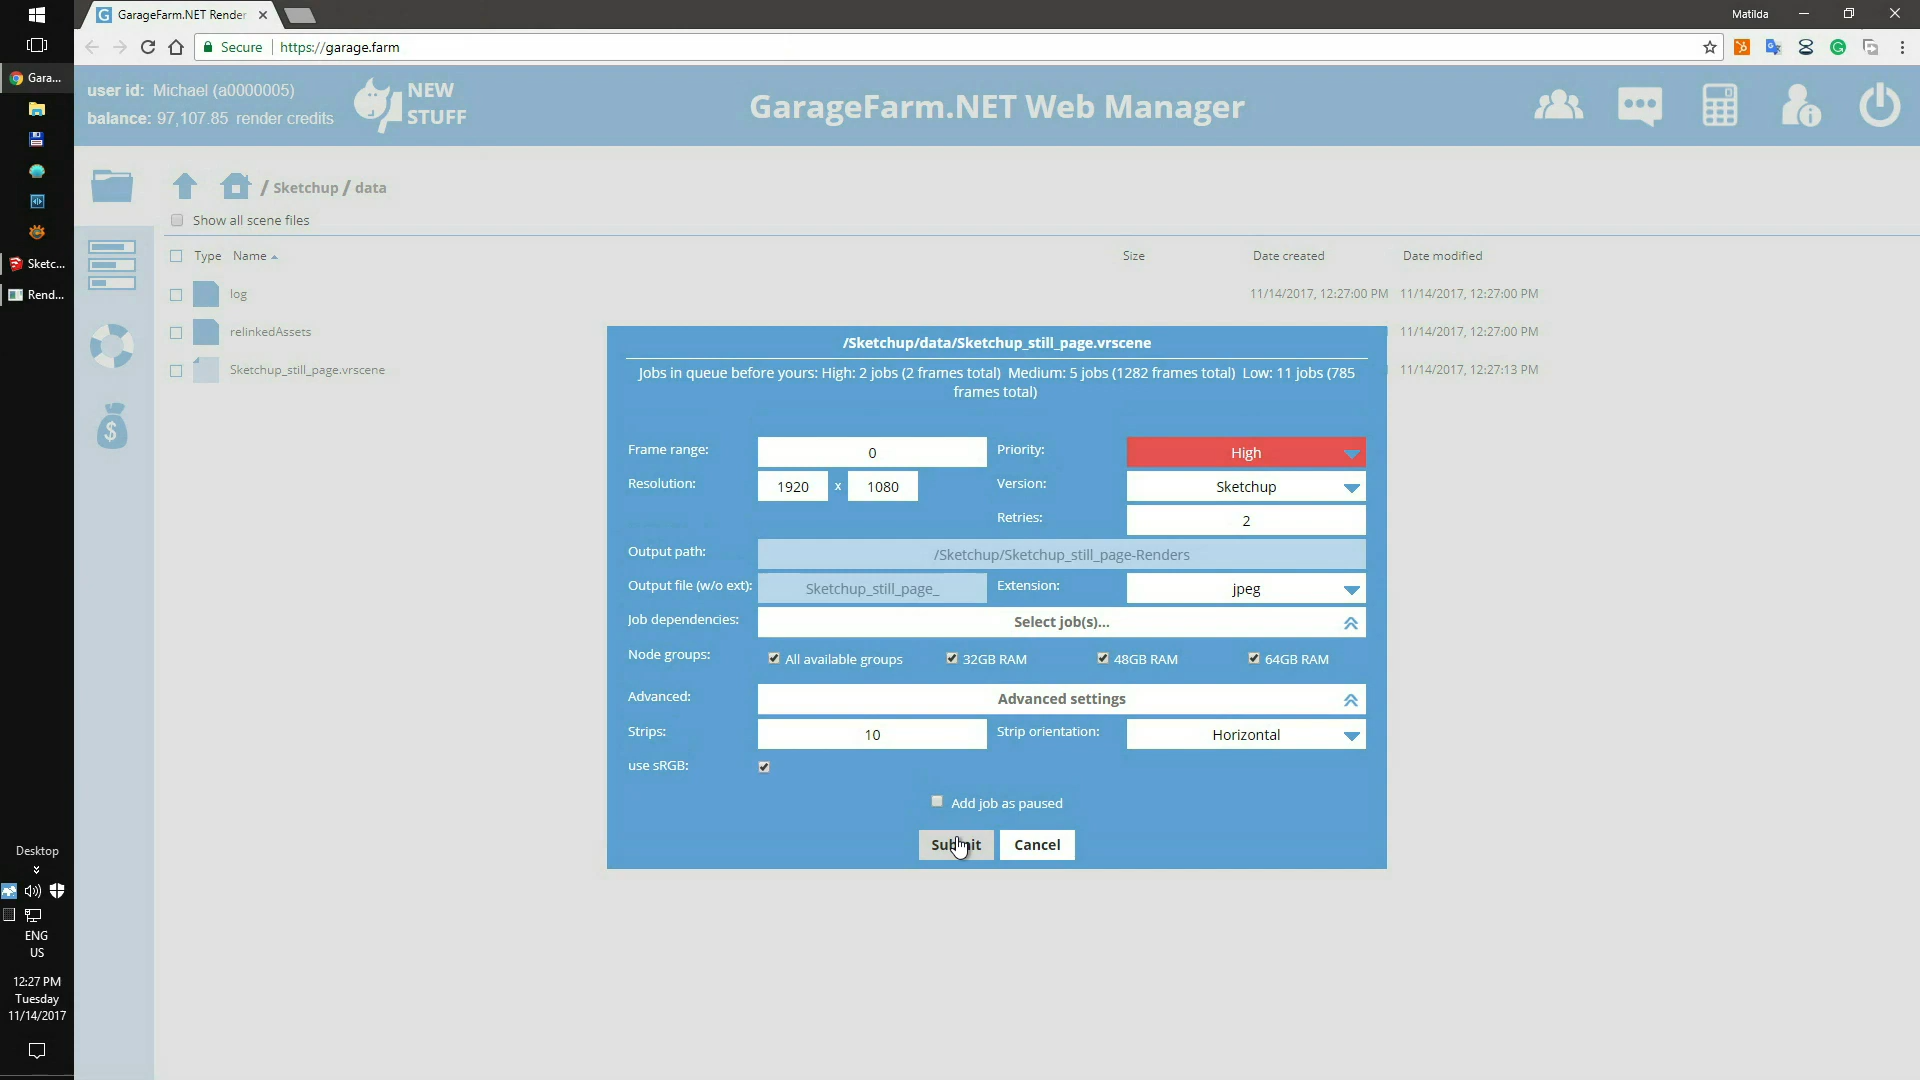 GarageFarm.NET Render
Matilda
Secure
https://garage.farm
Gara...
user id: Michael (a0000005)
balance: 97,107.85 render credits
NEW
STUFF
GarageFarm.NET Web Manager
/ Sketchup / data
Show all scene files
Type Name Size Date created Date modified
Sketc...
Rend...
log 11/14/2017, 12:27:00 PM 11/14/2017, 12:27:00 PM
relinkedAssets 11/14/2017, 12:27:00 PM
Sketchup_still_page.vrscene 11/14/2017, 12:27:13 PM
/Sketchup/data/Sketchup_still_page.vrscene
Jobs in queue before yours: High: 2 jobs (2 frames total) Medium: 5 jobs (1282 frames total) Low: 11 jobs (785
frames total)
Frame range: 0 Priority: High
Resolution: 1920 x 1080 Version: Sketchup
Retries: 2
Output path: /Sketchup/Sketchup_still_page-Renders
Output file (w/o ext): Sketchup_still_page_ Extension: jpeg
Job dependencies: Select job(s)...
Node groups: All available groups 32GB RAM 48GB RAM 64GB RAM
Advanced: Advanced settings
Strips: 10 Strip orientation: Horizontal
use sRGB:
Add job as paused
Submit Cancel
Desktop
ENG
US
12:27 PM
Tuesday
11/14/2017